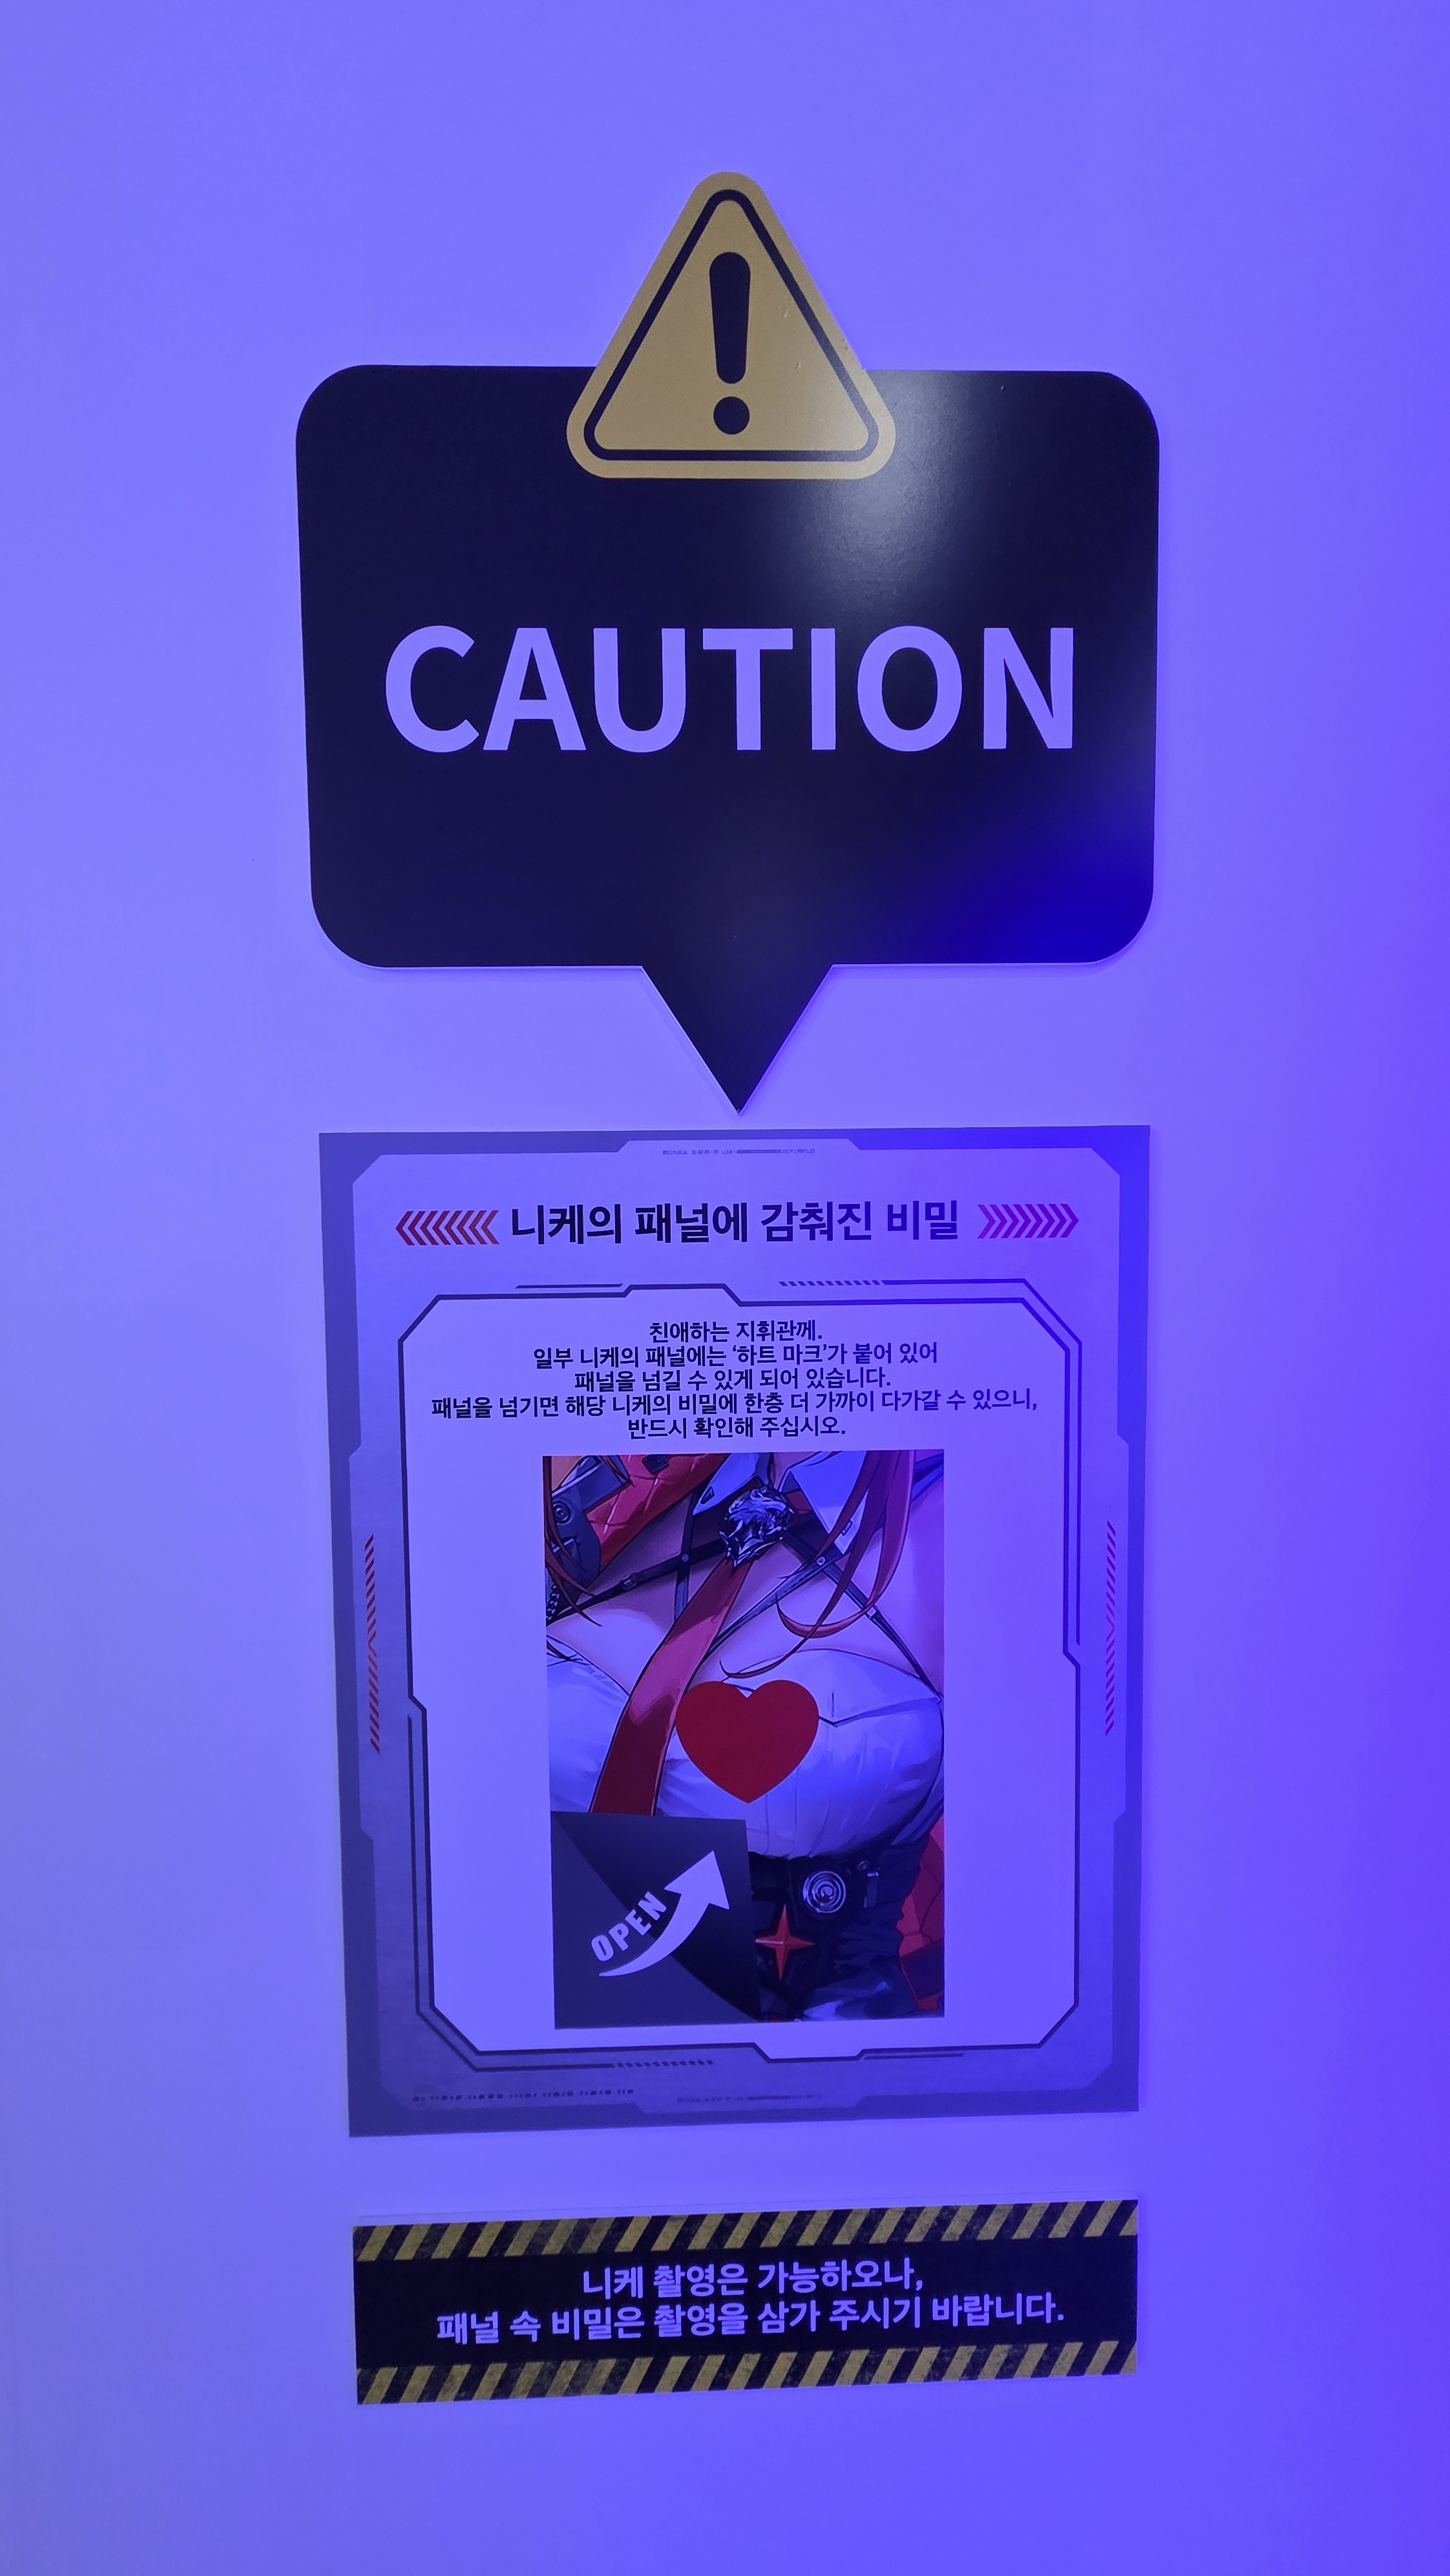 CAUTION
니케의 패널에 감춰진 비밀
친애하는 지휘관께.
일부 니케의 패널에는 ‘하트 마크’가 붙어 있어
패널을 넘길 수 있게 되어 있습니다.
패널을 넘기면 해당 니케의 비밀에 한층 더 가까이 다가갈 수 있으니,
반드시 확인해 주십시오.
OPEN
니케 촬영은 가능하오나,
패널 속 비밀은 촬영을 삼가 주시기 바랍니다.